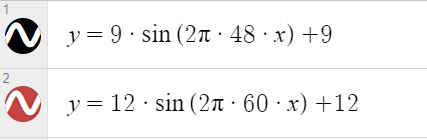 1
y = 9 · sin (2π · 48 · x) +9
2
y = 12 · sin (2π · 60 · x) +12